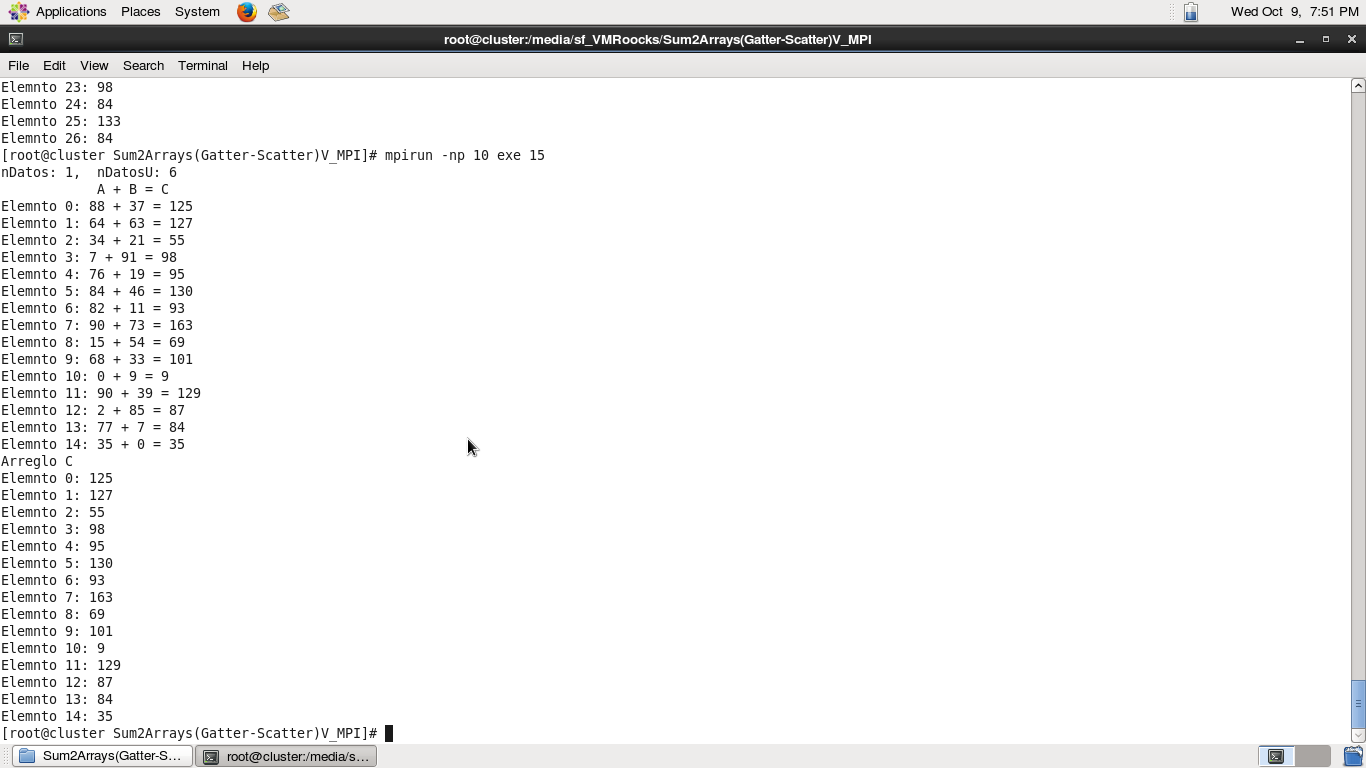 Applications Places System Wed Oct 9, 7:51 PM
root@cluster:/media/sf_VMRoocks/Sum2Arrays(Gatter-Scatter)V_MPI
File Edit View Search Terminal Help
Elemnto 23: 98
Elemnto 24: 84
Elemnto 25: 133
Elemnto 26: 84
[root@cluster Sum2Arrays(Gatter-Scatter)V_MPI]# mpirun -np 10 exe 15
nDatos: 1,  nDatosU: 6
            A + B = C
Elemnto 0: 88 + 37 = 125
Elemnto 1: 64 + 63 = 127
Elemnto 2: 34 + 21 = 55
Elemnto 3: 7 + 91 = 98
Elemnto 4: 76 + 19 = 95
Elemnto 5: 84 + 46 = 130
Elemnto 6: 82 + 11 = 93
Elemnto 7: 90 + 73 = 163
Elemnto 8: 15 + 54 = 69
Elemnto 9: 68 + 33 = 101
Elemnto 10: 0 + 9 = 9
Elemnto 11: 90 + 39 = 129
Elemnto 12: 2 + 85 = 87
Elemnto 13: 77 + 7 = 84
Elemnto 14: 35 + 0 = 35
Arreglo C
Elemnto 0: 125
Elemnto 1: 127
Elemnto 2: 55
Elemnto 3: 98
Elemnto 4: 95
Elemnto 5: 130
Elemnto 6: 93
Elemnto 7: 163
Elemnto 8: 69
Elemnto 9: 101
Elemnto 10: 9
Elemnto 11: 129
Elemnto 12: 87
Elemnto 13: 84
Elemnto 14: 35
[root@cluster Sum2Arrays(Gatter-Scatter)V_MPI]#
Sum2Arrays(Gatter-S... root@cluster:/media/s...